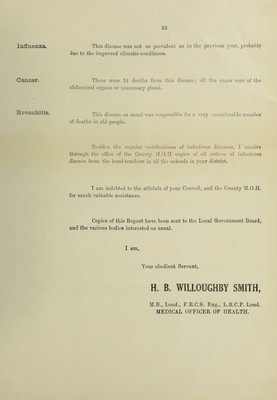 10
Influenza. This disease was not so prevalent as in the previous year, probably
due to the improved climatic conditions.
Cancer. There were 14 deaths from this disease; all the cases were of the
abdominal organs or mammary gland.
Bronchitis. This disease as usual was responsible for a very considerable number
of deaths in old people.
Besides the regular notifications of infectious diseases, I receive
through the office of the County M.O.H. copies of all notices of infectious
disease from the head teachers in all the schools in your district.
I am indebted to the officials of your Council, and the County M.O.H.
for much valuable assistance.
Copies of this Report have been sent to the Local Government Board,
and the various bodies interested as usual.
I am,
Your obedient Servant,
H. B. WILLOUGHBY SMITH,
M.B., Lond., F.R.C.S. Eng., L.R.C.P. Lond.
MEDICAL OFFICER OF HEALTH.